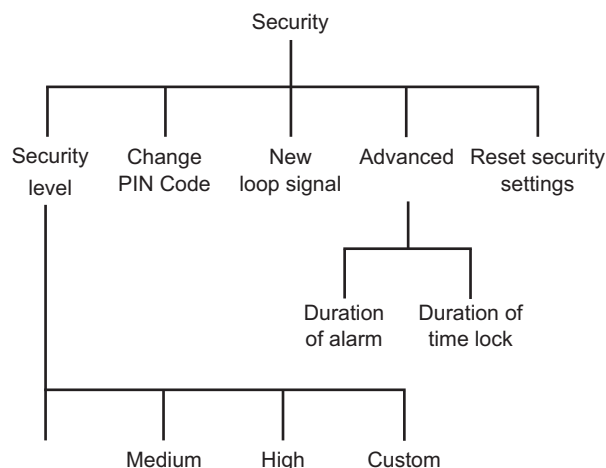 Security
Security
level
Change
PIN Code
New
loop signal
Advanced
Reset security
settings
Duration
of alarm
Duration of
time lock
Medium
High
Custom